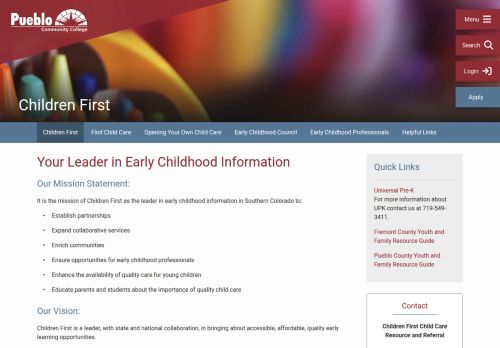 Pueblo
Community College
Menu
Search
Login
Apply
Children First
Children First
Find Child Care
Opening Your Own Child Care
Early Childhood Council
Early Childhood Professionals
Helpful Links
Your Leader in Early Childhood Information
Our Mission Statement:
It is the mission of Children First as the leader in early childhood information in Southern Colorado to:
• Establish partnerships
• Expand collaborative services
• Enrich communities
• Ensure opportunities for early childhood professionals
• Enhance the availability of quality care for young children
• Educate parents and students about the importance of quality child care
Our Vision:
Children First is a leader, with state and national collaboration, in bringing about accessible, affordable, quality early
learning opportunities.
Quick Links
Universal Pre-K
For more information about
UPK contact us at 719-549-
3411.
Fremont County Youth and
Family Resource Guide
Pueblo County Youth and
Family Resource Guide
Contact
Children First Child Care
Resource and Referral